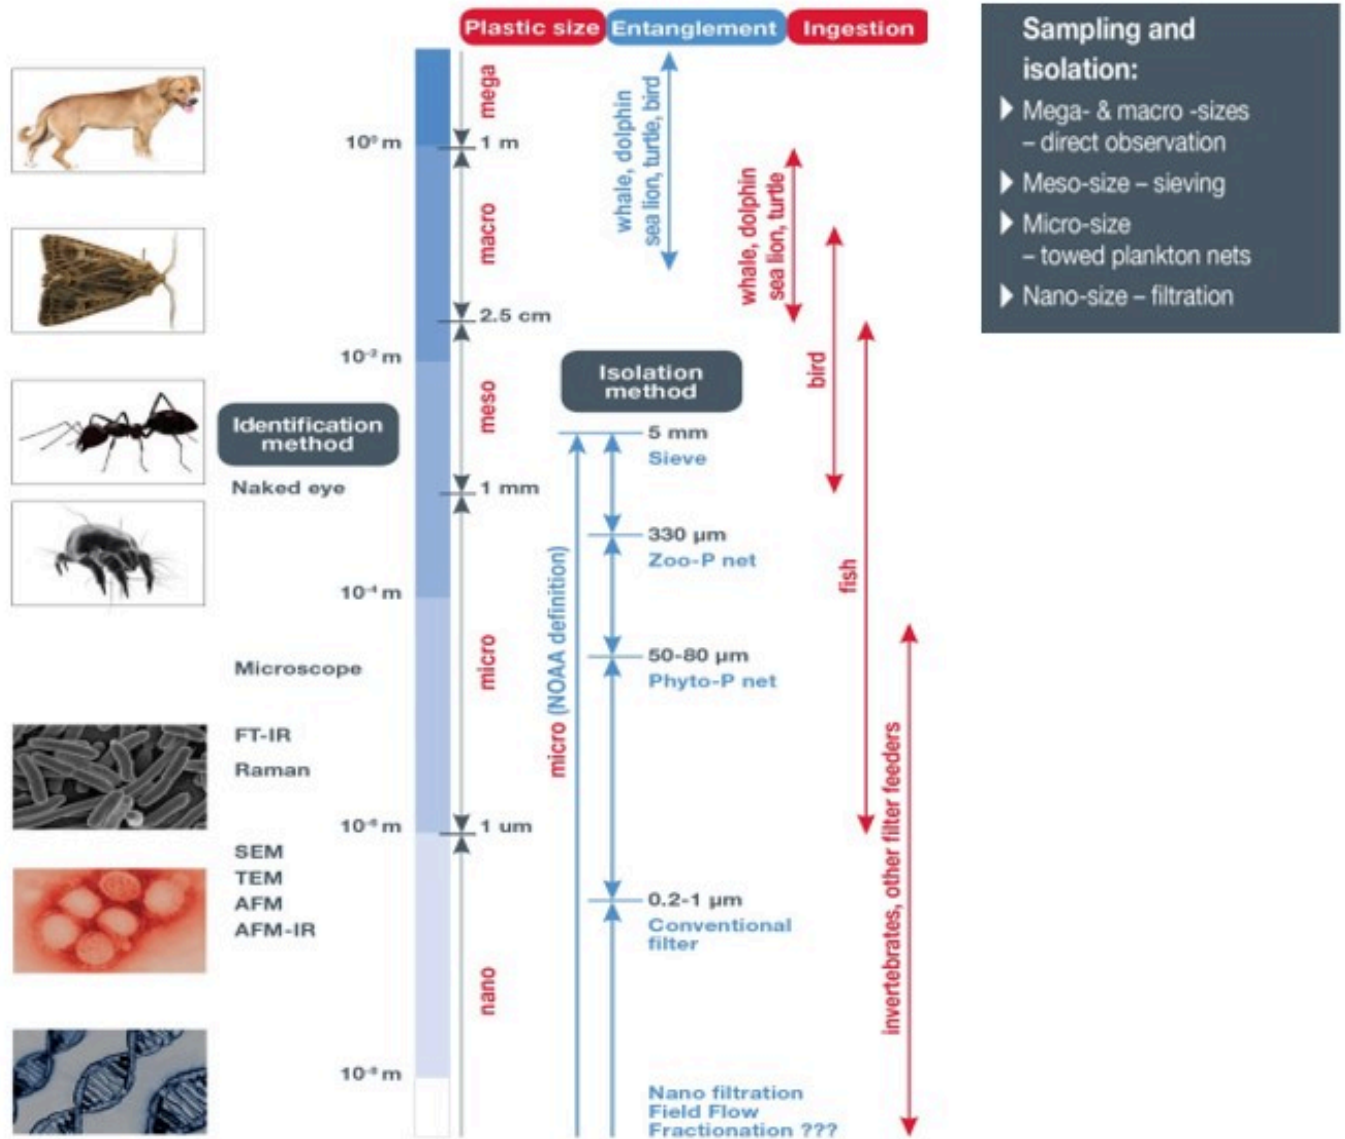 Plastic size
Entanglement
Ingestion
Sampling and
isolation:
Mega- & macro -sizes
– direct observation
Meso-size – sieving
Micro-size
– towed plankton nets
Nano-size – filtration
mega
10⁰ m
1 m
whale, dolphin
sea lion, turtle, bird
whale, dolphin
sea lion, turtle
macro
2.5 cm
10⁻² m
bird
Isolation
method
Identification
method
meso
5 mm
Sieve
Naked eye
1 mm
330 µm
Zoo-P net
fish
10⁻⁴ m
micro (NOAA definition)
micro
50-80 µm
Phyto-P net
Microscope
FT-IR
Raman
invertebrates, other filter feeders
10⁻⁶ m
1 um
SEM
TEM
AFM
AFM-IR
0.2-1 µm
Conventional
filter
nano
10⁻⁸ m
Nano filtration
Field Flow
Fractionation ???